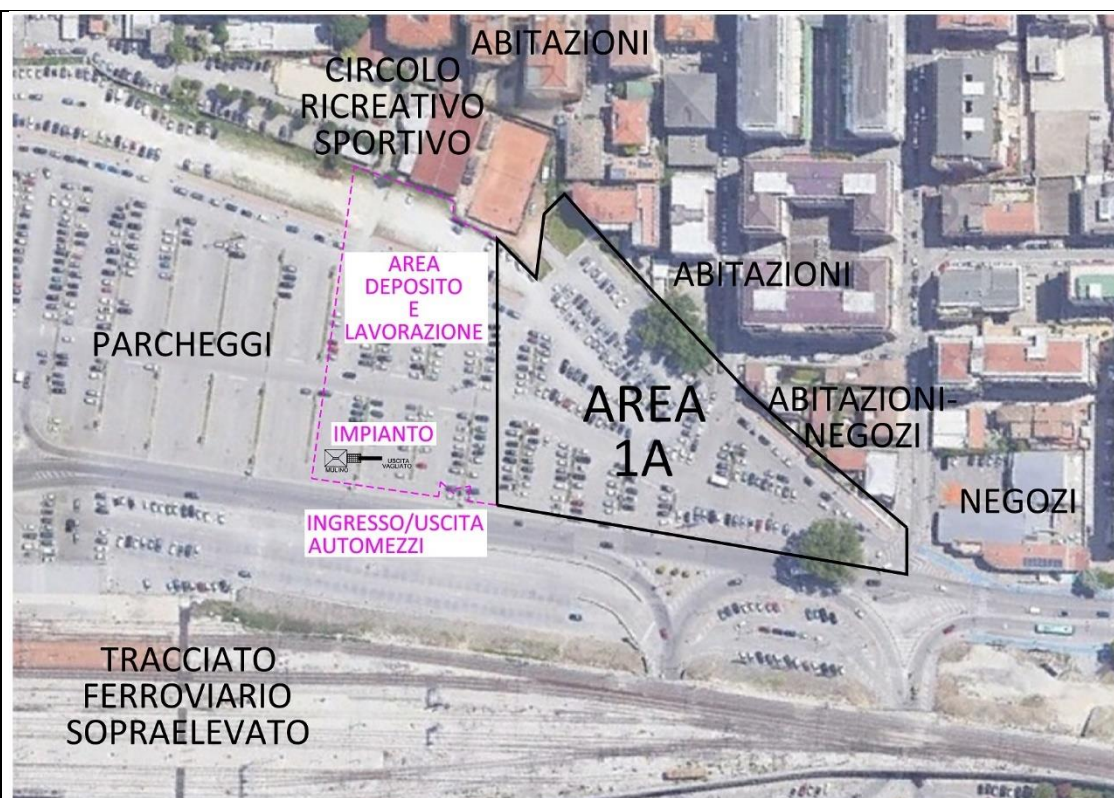 ABITAZIONI
CIRCOLO
RICREATIVO
SPORTIVO
AREA
DEPOSITO
E
LAVORAZIONE
ABITAZIONI
PARCHEGGI
AREA
1A
ABITAZIONI-
NEGOZI
IMPIANTO
MULINO
USCITA
VAGLIATO
NEGOZI
INGRESSO/USCITA
AUTOMEZZI
TRACCIATO
FERROVIARIO
SOPRAELEVATO